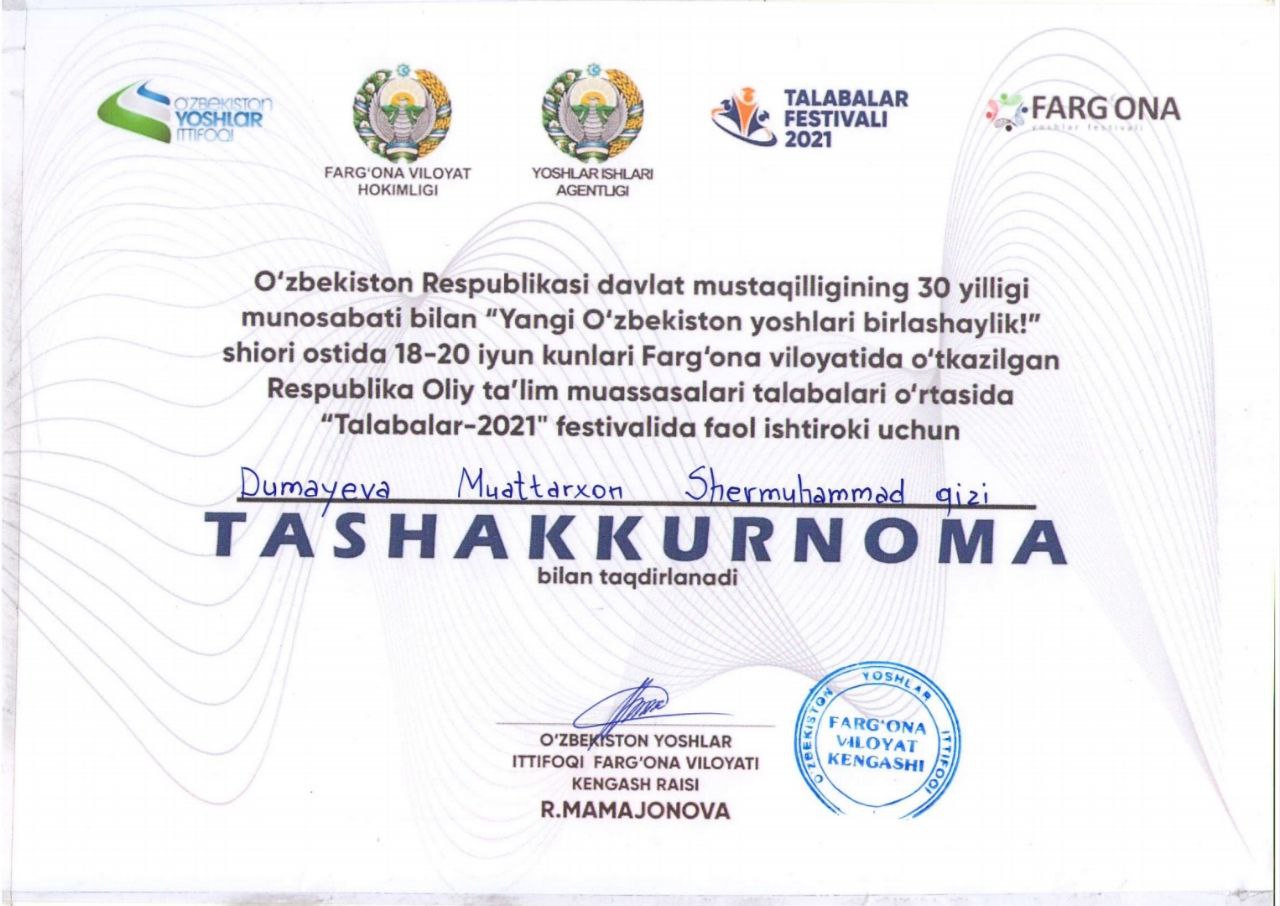 O‘ZBEKISTON
YOSHLAR
ITTIFOQI
FARG‘ONA VILOYAT
HOKIMLIGI
YOSHLAR ISHLARI
AGENTLIGI
TALABALAR
FESTIVALI
2021
FARG‘ONA
yoshlar festivali
O‘zbekiston Respublikasi davlat mustaqilligining 30 yilligi
munosabati bilan “Yangi O‘zbekiston yoshlari birlashaylik!”
shiori ostida 18-20 iyun kunlari Farg‘ona viloyatida o‘tkazilgan
Respublika Oliy ta’lim muassasalari talabalari o‘rtasida
“Talabalar-2021" festivalida faol ishtiroki uchun
Dumayeva Muattarxon Shermuhammad qizi
TASHAKKURNOMA
bilan taqdirlanadi
O‘ZBEKISTON YOSHLAR
ITTIFOQI FARG‘ONA VILOYATI
KENGASH RAISI
R.MAMAJONOVA
O‘ZBEKISTON YOSHLAR ITTIFOQI
FARG‘ONA
VILOYAT
KENGASHI